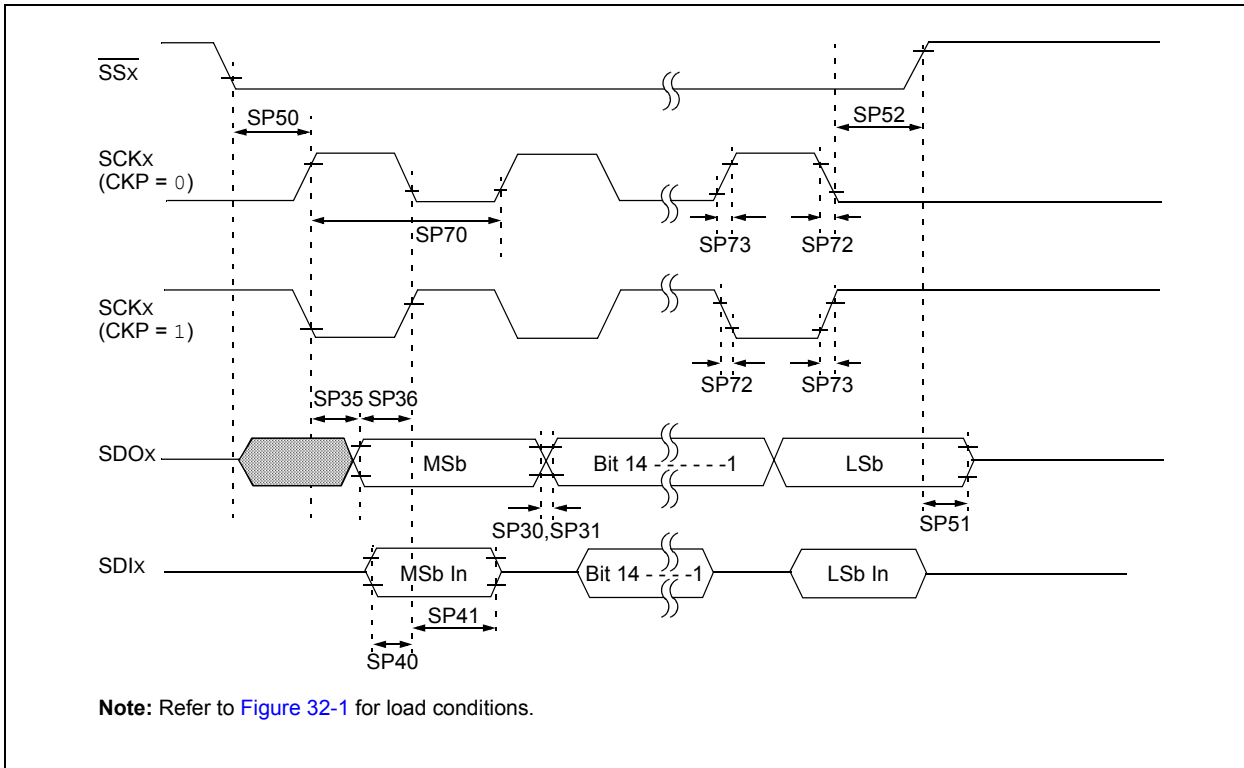 SSx
SP50
SP52
SCKx
(CKP = 0)
SP70
SP73
SP72
SCKx
(CKP = 1)
SP72
SP73
SP35
SP36
SDOx
MSb
Bit 14 - - - - - -1
LSb
SP30,SP31
SP51
SDIx
MSb In
Bit 14 - - - - -1
LSb In
SP41
SP40
Note: Refer to Figure 32-1 for load conditions.